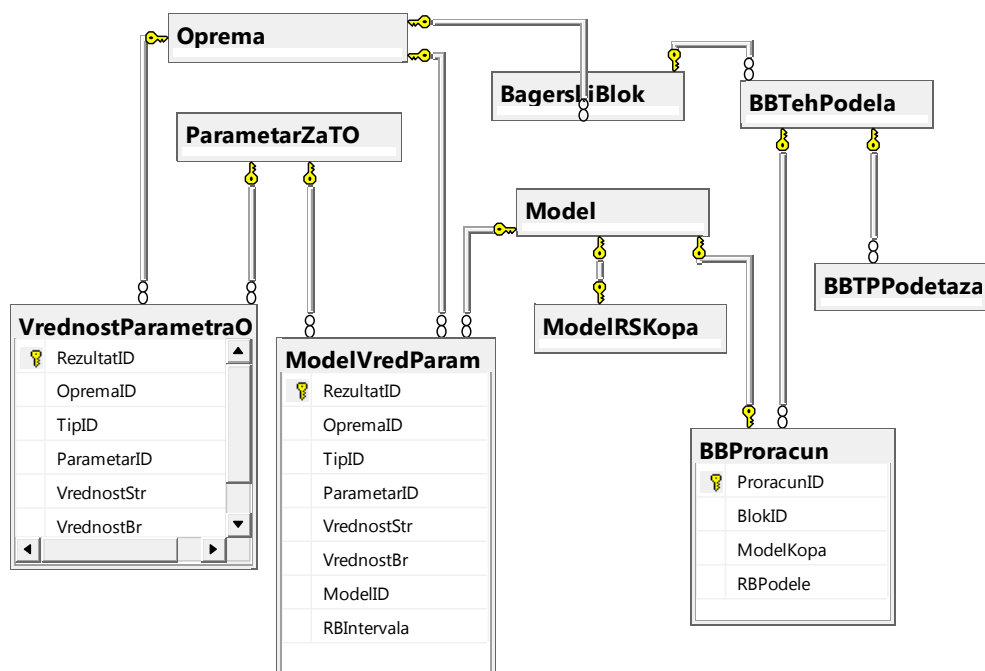 Oprema
BagerskiBlok
BBTehPodela
ParametarZaTO
Model
BBTPPodetaza
ModelRSKopa
VrednostParametraO
RezultatID
OpremaID
TipID
ParametarID
VrednostStr
VrednostBr
ModelVredParam
RezultatID
OpremaID
TipID
ParametarID
VrednostStr
VrednostBr
ModelID
RBIntervala
BBProracun
ProracunID
BlokID
ModelKopa
RBPodele